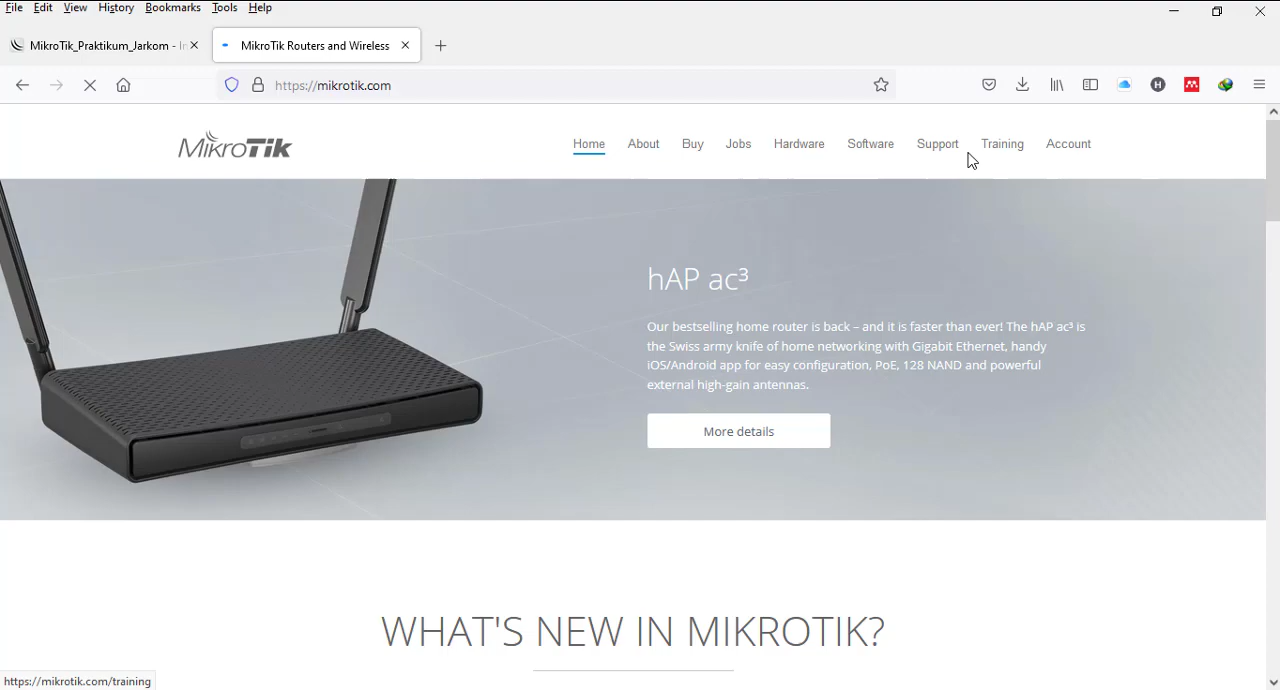 File Edit View History Bookmarks Tools Help
MikroTik_Praktikum_Jarkom - In
MikroTik Routers and Wireless
https://mikrotik.com
MikroTik
Home About Buy Jobs Hardware Software Support Training Account
hAP ac³
Our bestselling home router is back – and it is faster than ever! The hAP ac³ is
the Swiss army knife of home networking with Gigabit Ethernet, handy
iOS/Android app for easy configuration, PoE, 128 NAND and powerful
external high-gain antennas.
More details
WHAT'S NEW IN MIKROTIK?
https://mikrotik.com/training